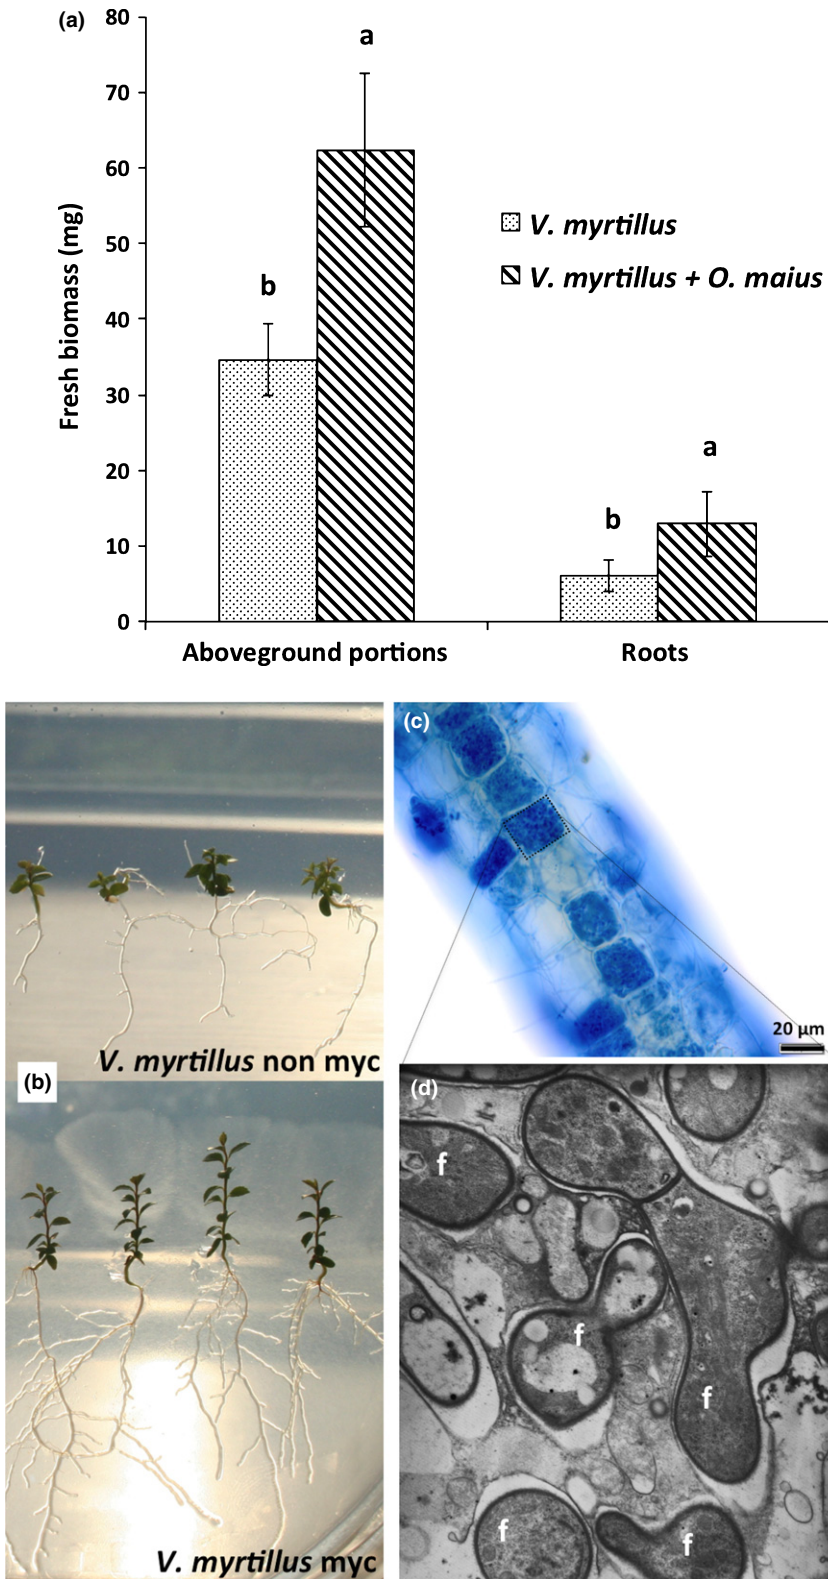 (a)
80
70
60
50
40
30
20
10
0
Fresh biomass (mg)
b
a
b
a
V. myrtillus
V. myrtillus + O. maius
Aboveground portions
Roots
V. myrtillus non myc
(b)
V. myrtillus myc
(c)
20 µm
(d)
f
f
f
f
f